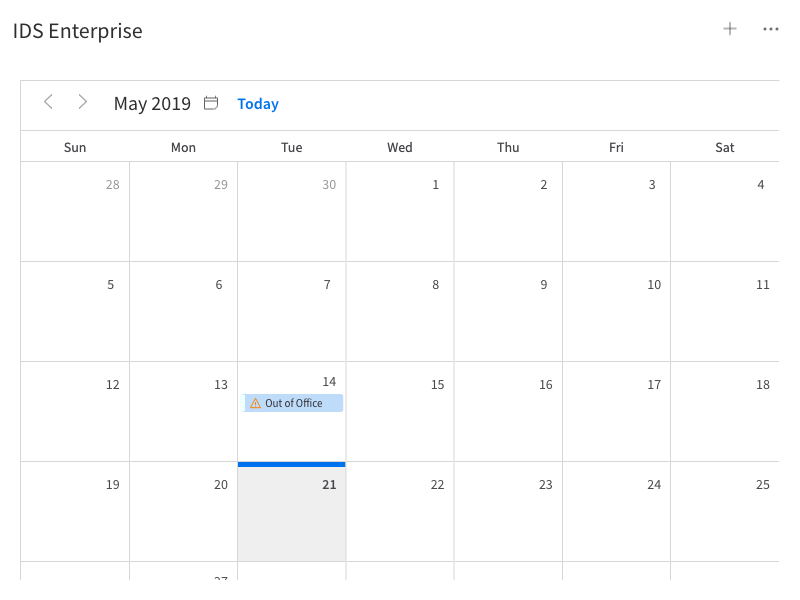 IDS Enterprise
May 2019 Today
Sun Mon Tue Wed Thu Fri Sat
28 29 30 1 2 3 4
5 6 7 8 9 10 11
12 13 14 15 16 17 18
Out of Office
19 20 21 22 23 24 25